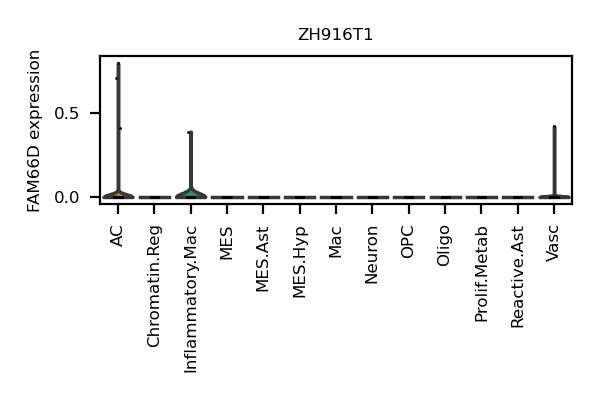 ZH916T1
FAM66D expression
0.5
0.0
AC
Chromatin.Reg
Inflammatory.Mac
MES
MES.Ast
MES.Hyp
Mac
Neuron
OPC
Oligo
Prolif.Metab
Reactive.Ast
Vasc